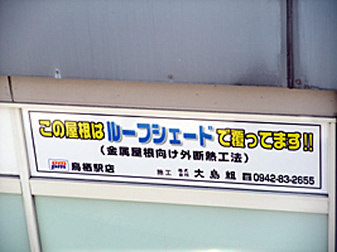 この屋根はルーフシェードで覆ってます!!
(金属屋根向け外断熱工法)
pm 鳥栖駅店 施工 株式会社 大島組 ☎0942-83-2655